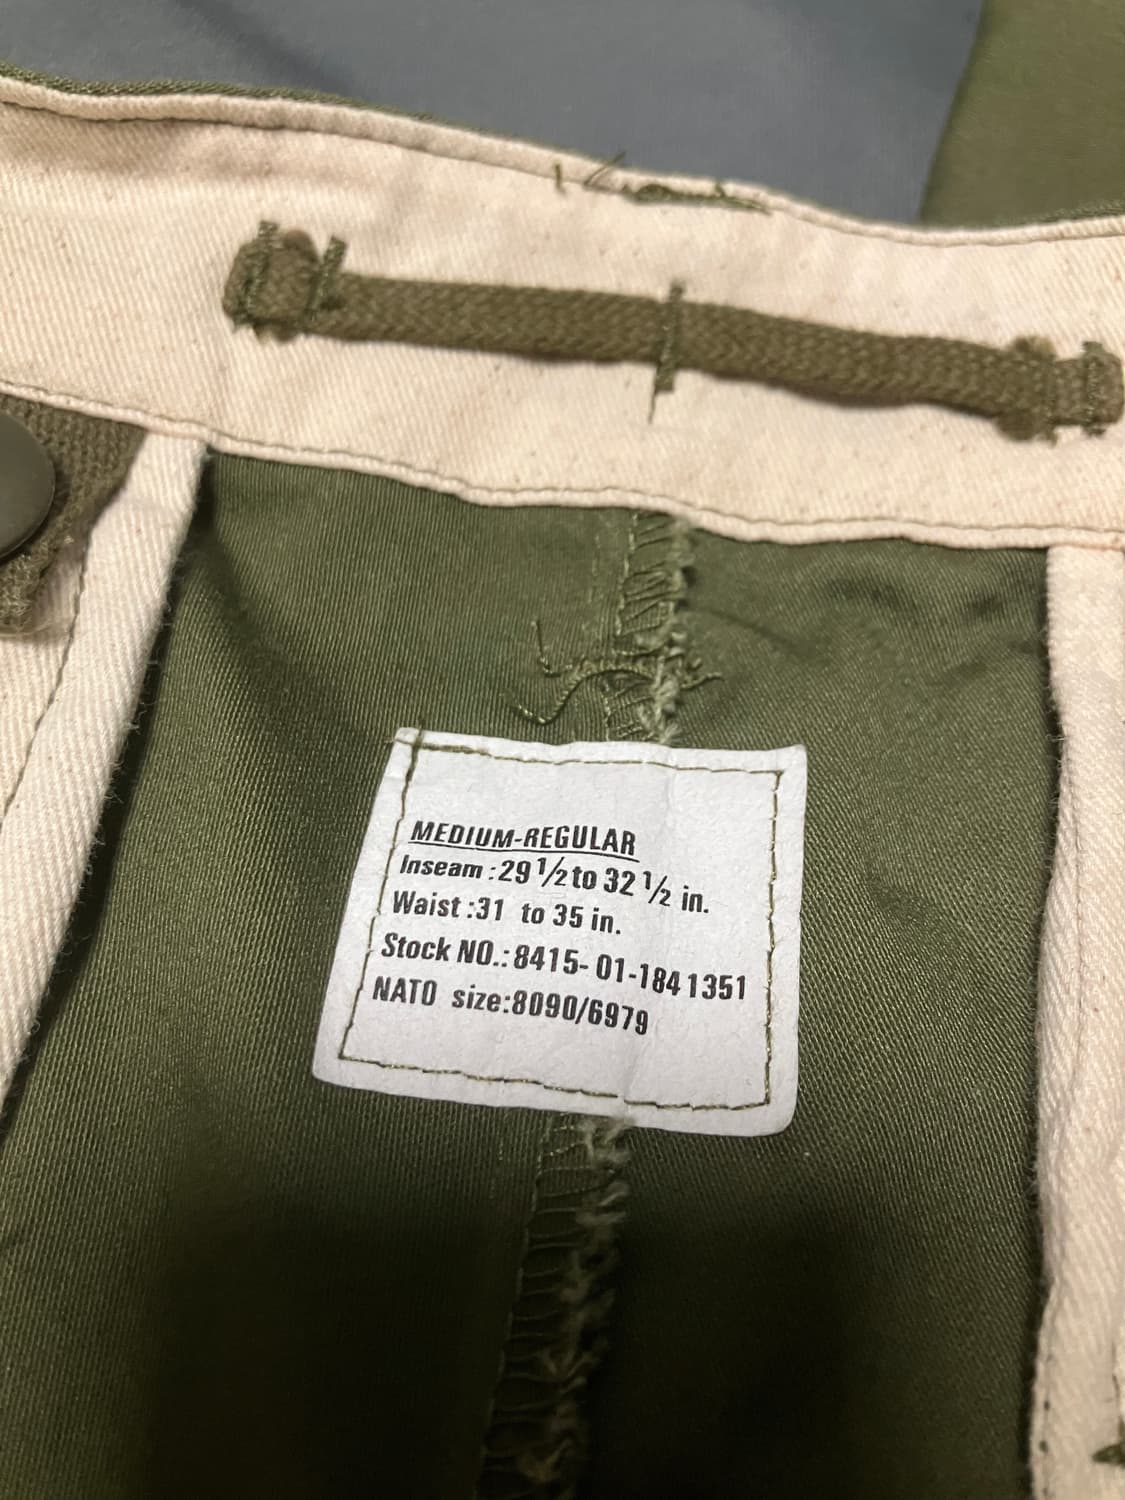 MEDIUM-REGULAR
Inseam :29 1/2 to 32 1/2 in.
Waist :31 to 35 in.
Stock NO.: 8415- 01-184 1351
NATO size:8090/6979